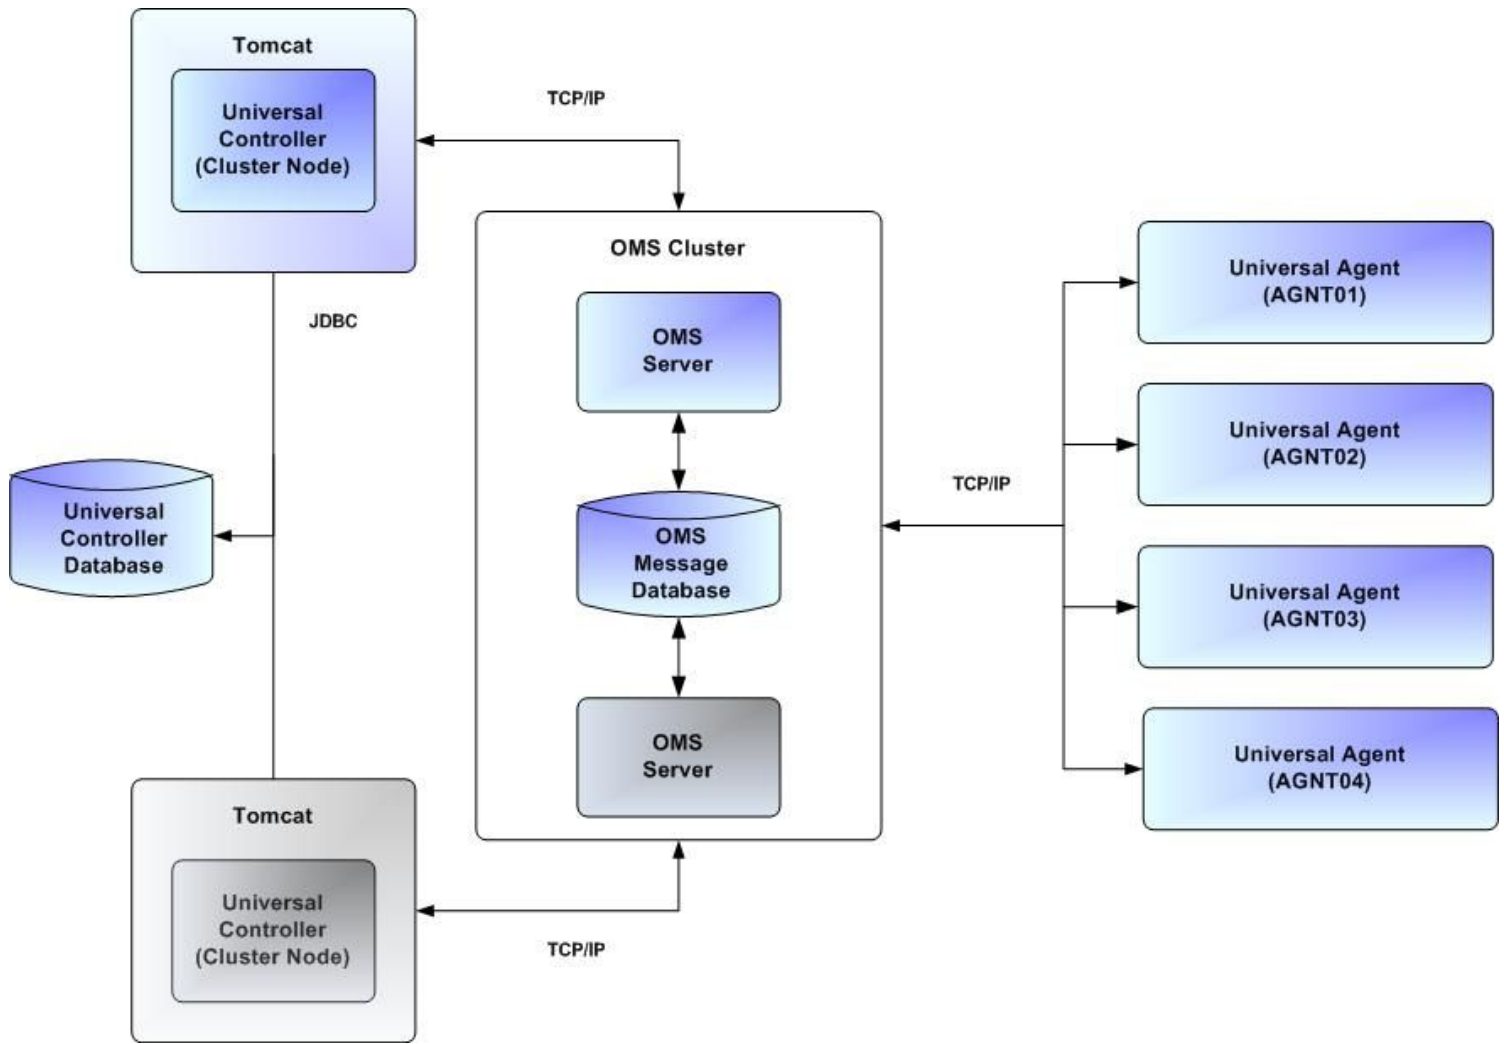 Tomcat
Universal
Controller
(Cluster Node)
TCP/IP
JDBC
OMS Cluster
OMS
Server
OMS
Message
Database
OMS
Server
Universal
Controller
Database
TCP/IP
Universal Agent
(AGNT01)
Universal Agent
(AGNT02)
Universal Agent
(AGNT03)
Universal Agent
(AGNT04)
Tomcat
Universal
Controller
(Cluster Node)
TCP/IP